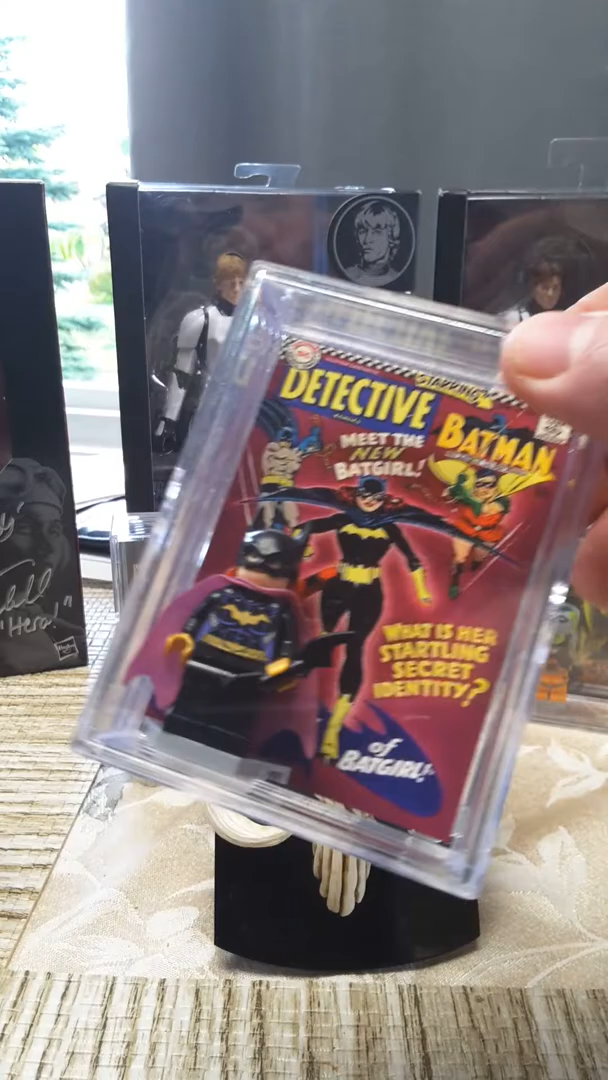 STARRING
DETECTIVE
BATMAN
MEET THE
NEW
BATGIRL!
WHAT IS HER
STARTLING
SECRET
IDENTITY?
of
BATGIRL!
"Hero!"
Hasbro